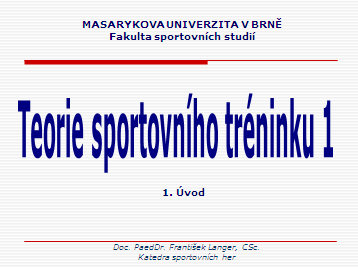 MASARYKOVA UNIVERZITA V BRNĚ
Fakulta sportovních studií
Teorie sportovního tréninku 1
1. Úvod
Doc. PaedDr. František Langer, CSc.
Katedra sportovních her